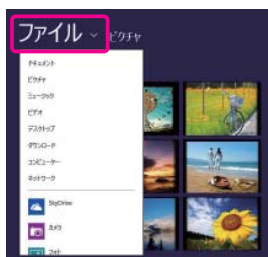 ファイル ピクチャ
ドキュメント
ピクチャ
ミュージック
ビデオ
デスクトップ
ダウンロード
コンピューター
ネットワーク
SkyDrive
カメラ
フォト